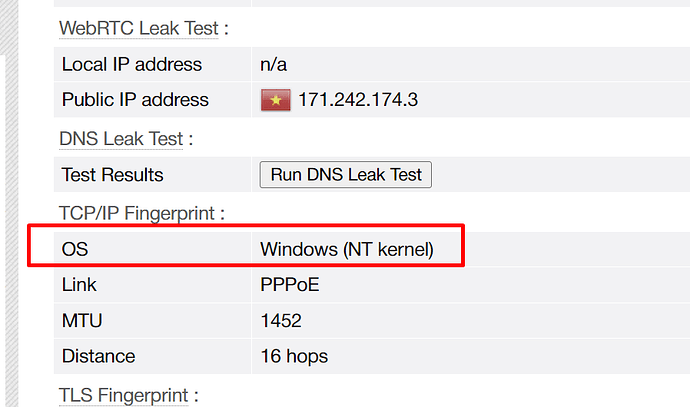 WebRTC Leak Test :
Local IP address n/a
Public IP address 171.242.174.3
DNS Leak Test :
Test Results Run DNS Leak Test
TCP/IP Fingerprint :
OS Windows (NT kernel)
Link PPPoE
MTU 1452
Distance 16 hops
TLS Fingerprint :